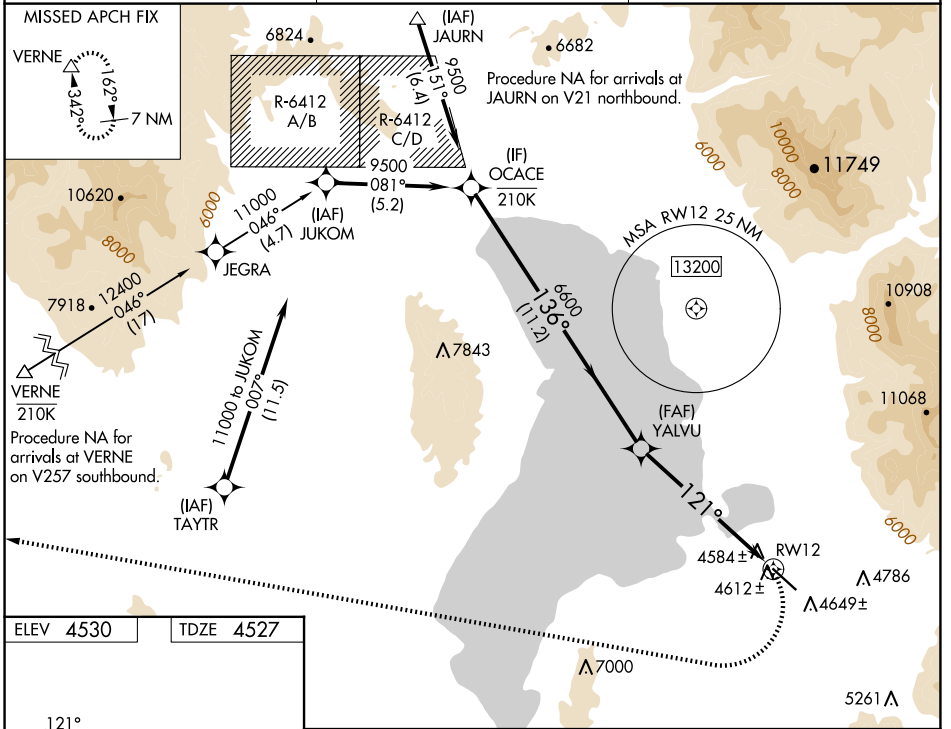 MISSED APCH FIX
VERNE
162°
342°
7 NM
6824
(IAF)
JAURN
9500
151°
(6.4)
6682
Procedure NA for arrivals at
JAURN on V21 northbound.
R-6412
A/B
R-6412
C/D
(IF)
OCACE
210K
9500
081°
(5.2)
(IAF)
JUKOM
11000
046°
(4.7)
JEGRA
10620
6000
8000
7918
12400
046°
(17)
VERNE
210K
Procedure NA for
arrivals at VERNE
on V257 southbound.
11000 to JUKOM
007°
(11.5)
(IAF)
TAYTR
7843
6600
136°
(11.2)
MSA RW12 25 NM
13200
6000
10000
8000
11749
10908
8000
11068
6000
(FAF)
YALVU
121°
RW12
4584±
4612±
4649±
4786
7000
5261
ELEV 4530
TDZE 4527
121°